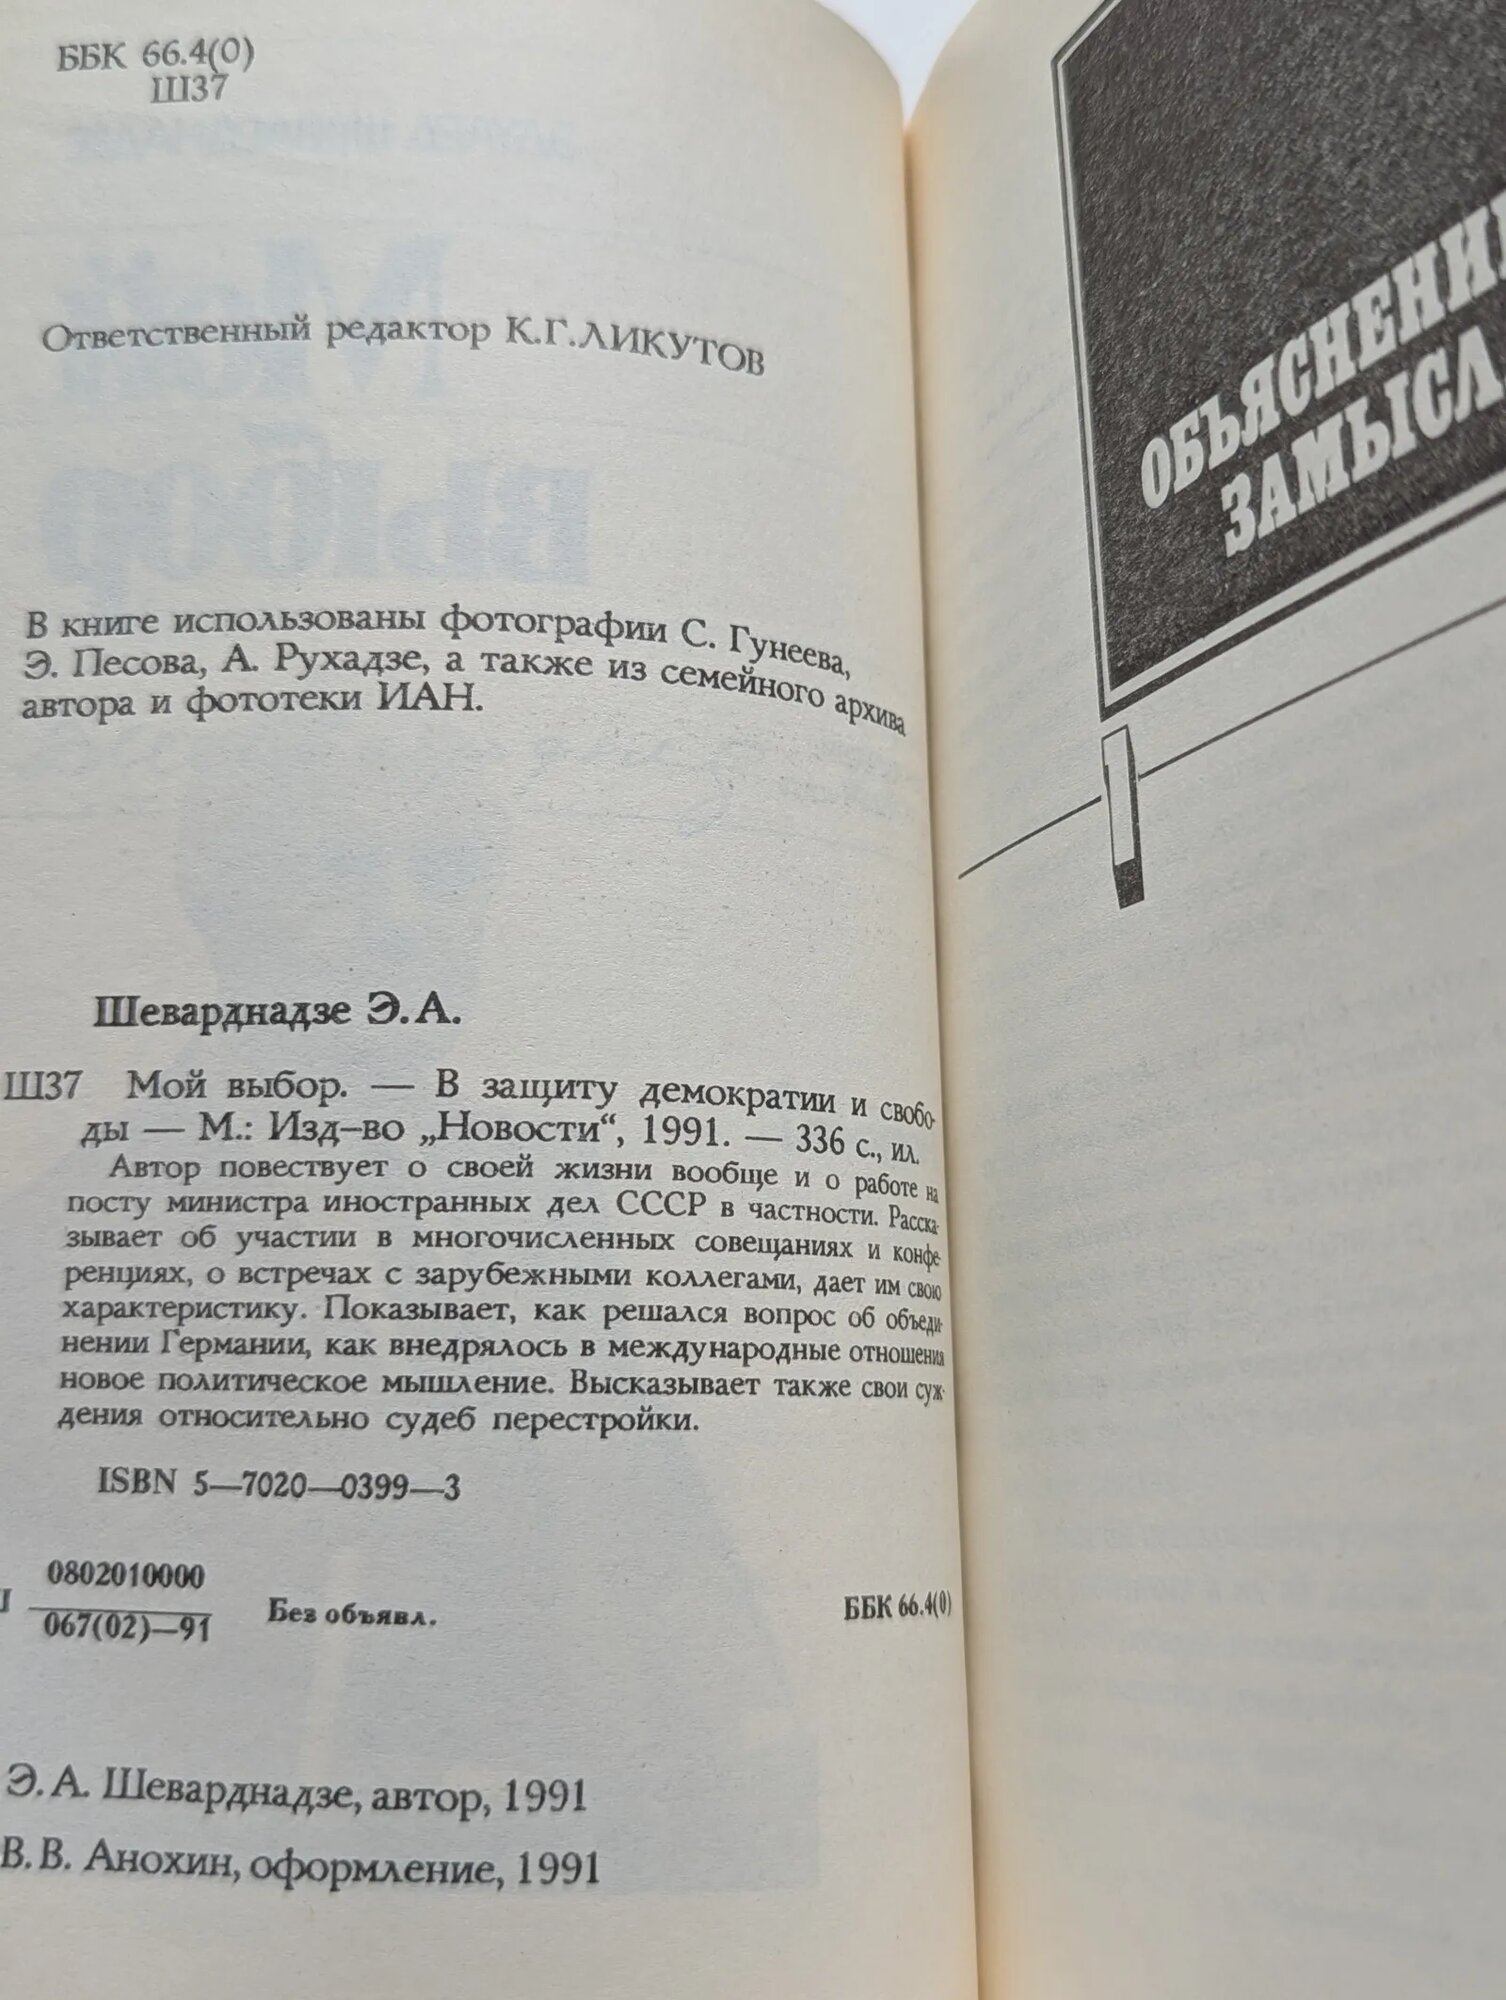 ББК 66.4(0)
Ш37
Ответственный редактор К.Г.ЛИКУТОВ
В книге использованы фотографии С. Гунеева,
Э. Песова, А. Рухадзе, а также из семейного архива
автора и фототеки ИАН.
Шеварднадзе Э.А.
Ш37 Мой выбор. — В защиту демократии и свобо-
ды — М.: Изд-во „Новости“, 1991. — 336 с., ил.
Автор повествует о своей жизни вообще и о работе на
посту министра иностранных дел СССР в частности. Расска-
зывает об участии в многочисленных совещаниях и конфе-
ренциях, о встречах с зарубежными коллегами, дает им свою
характеристику. Показывает, как решался вопрос об объеди-
нении Германии, как внедрялось в международные отношения
новое политическое мышление. Высказывает также свои суж-
дения относительно судеб перестройки.
ISBN 5—7020—0399—3
0802010000
067(02)—91
Без объявл.
ББК 66.4(0)
Э. А. Шеварднадзе, автор, 1991
В. В. Анохин, оформление, 1991
ОБЪЯСНЕНИ
ЗАМЫСЛ
1